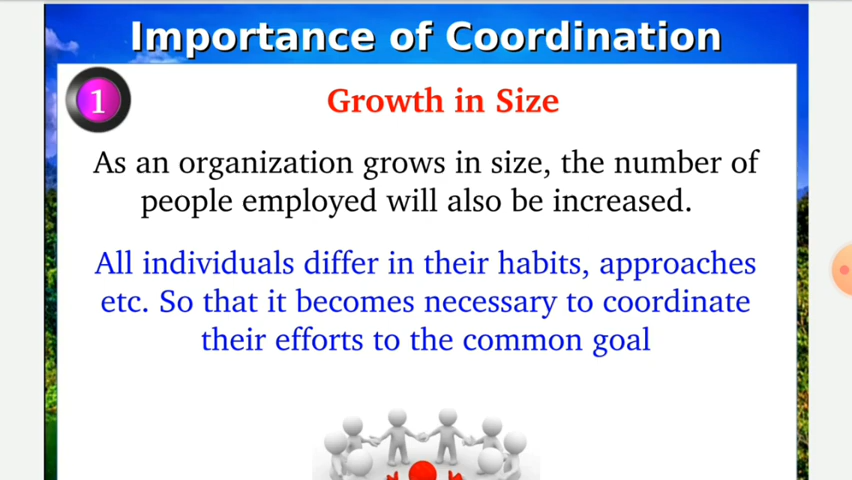 Importance of Coordination
1
Growth in Size
As an organization grows in size, the number of
people employed will also be increased.
All individuals differ in their habits, approaches
etc. So that it becomes necessary to coordinate
their efforts to the common goal